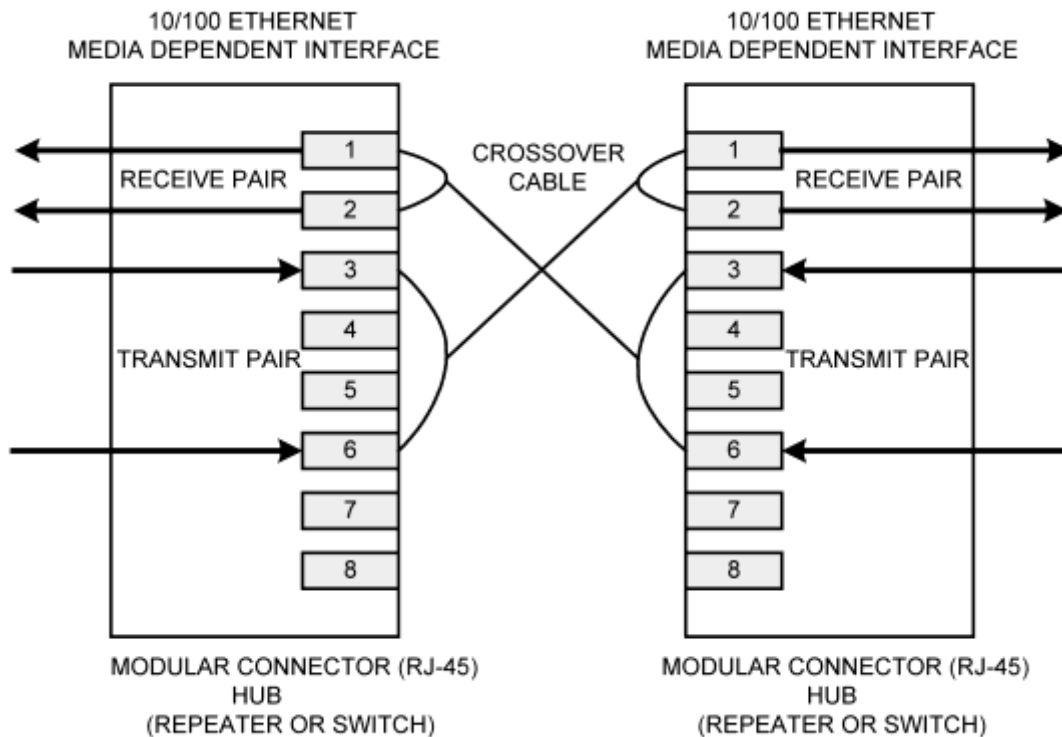 10/100 ETHERNET
MEDIA DEPENDENT INTERFACE
10/100 ETHERNET
MEDIA DEPENDENT INTERFACE
1
RECEIVE PAIR
2
3
4
TRANSMIT PAIR
5
6
7
8
CROSSOVER
CABLE
1
RECEIVE PAIR
2
3
4
TRANSMIT PAIR
5
6
7
8
MODULAR CONNECTOR (RJ-45)
HUB
(REPEATER OR SWITCH)
MODULAR CONNECTOR (RJ-45)
HUB
(REPEATER OR SWITCH)